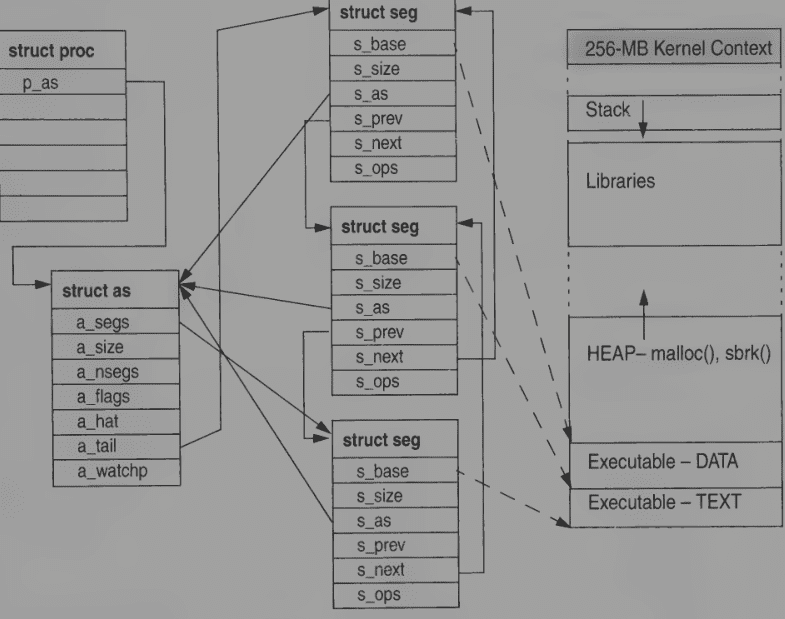 struct proc
p_as
struct as
a_segs
a_size
a_nsegs
a_flags
a_hat
a_tail
a_watchp
struct seg
s_base
s_size
s_as
s_prev
s_next
s_ops
struct seg
s_base
s_size
s_as
s_prev
s_next
s_ops
struct seg
s_base
s_size
s_as
s_prev
s_next
s_ops
256-MB Kernel Context
Stack
Libraries
HEAP– malloc(), sbrk()
Executable – DATA
Executable – TEXT